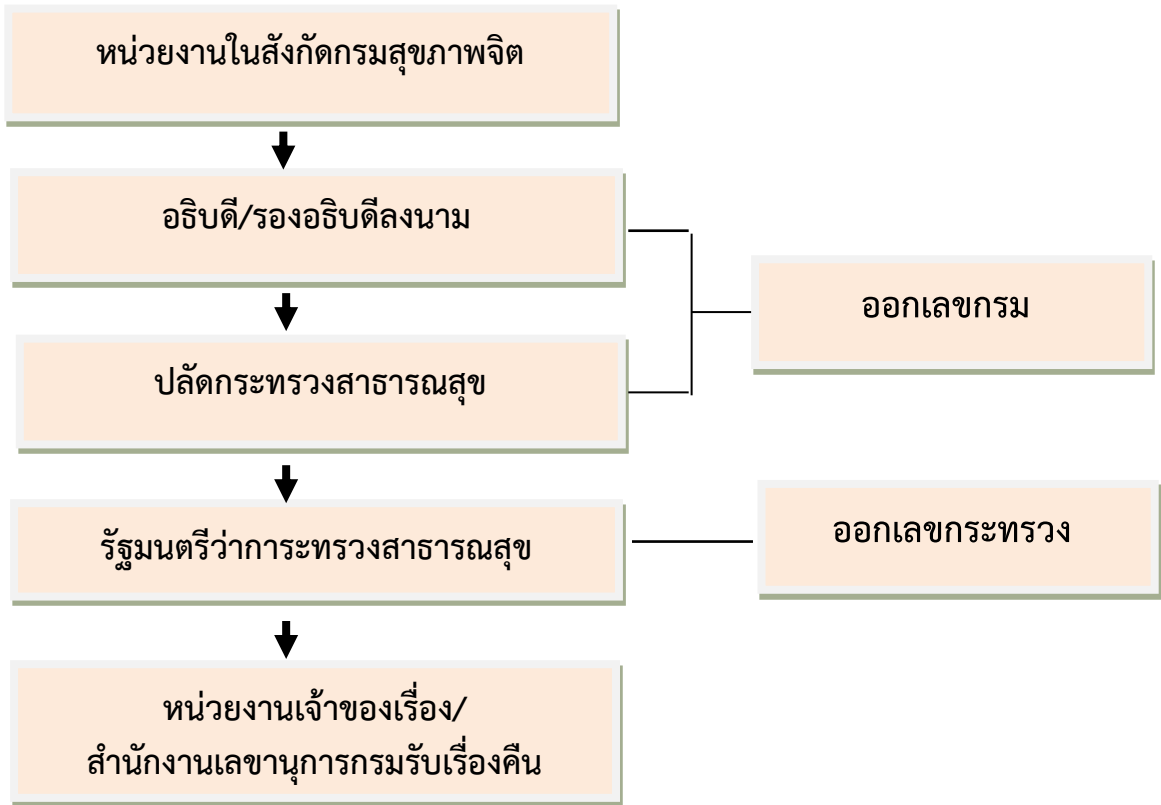 หน่วยงานในสังกัดกรมสุขภาพจิต
อธิบดี/รองอธิบดีลงนาม
ออกเลขกรม
ปลัดกระทรวงสาธารณสุข
รัฐมนตรีว่าการะทรวงสาธารณสุข
ออกเลขกระทรวง
หน่วยงานเจ้าของเรื่อง/
สำนักงานเลขานุการกรมรับเรื่องคืน